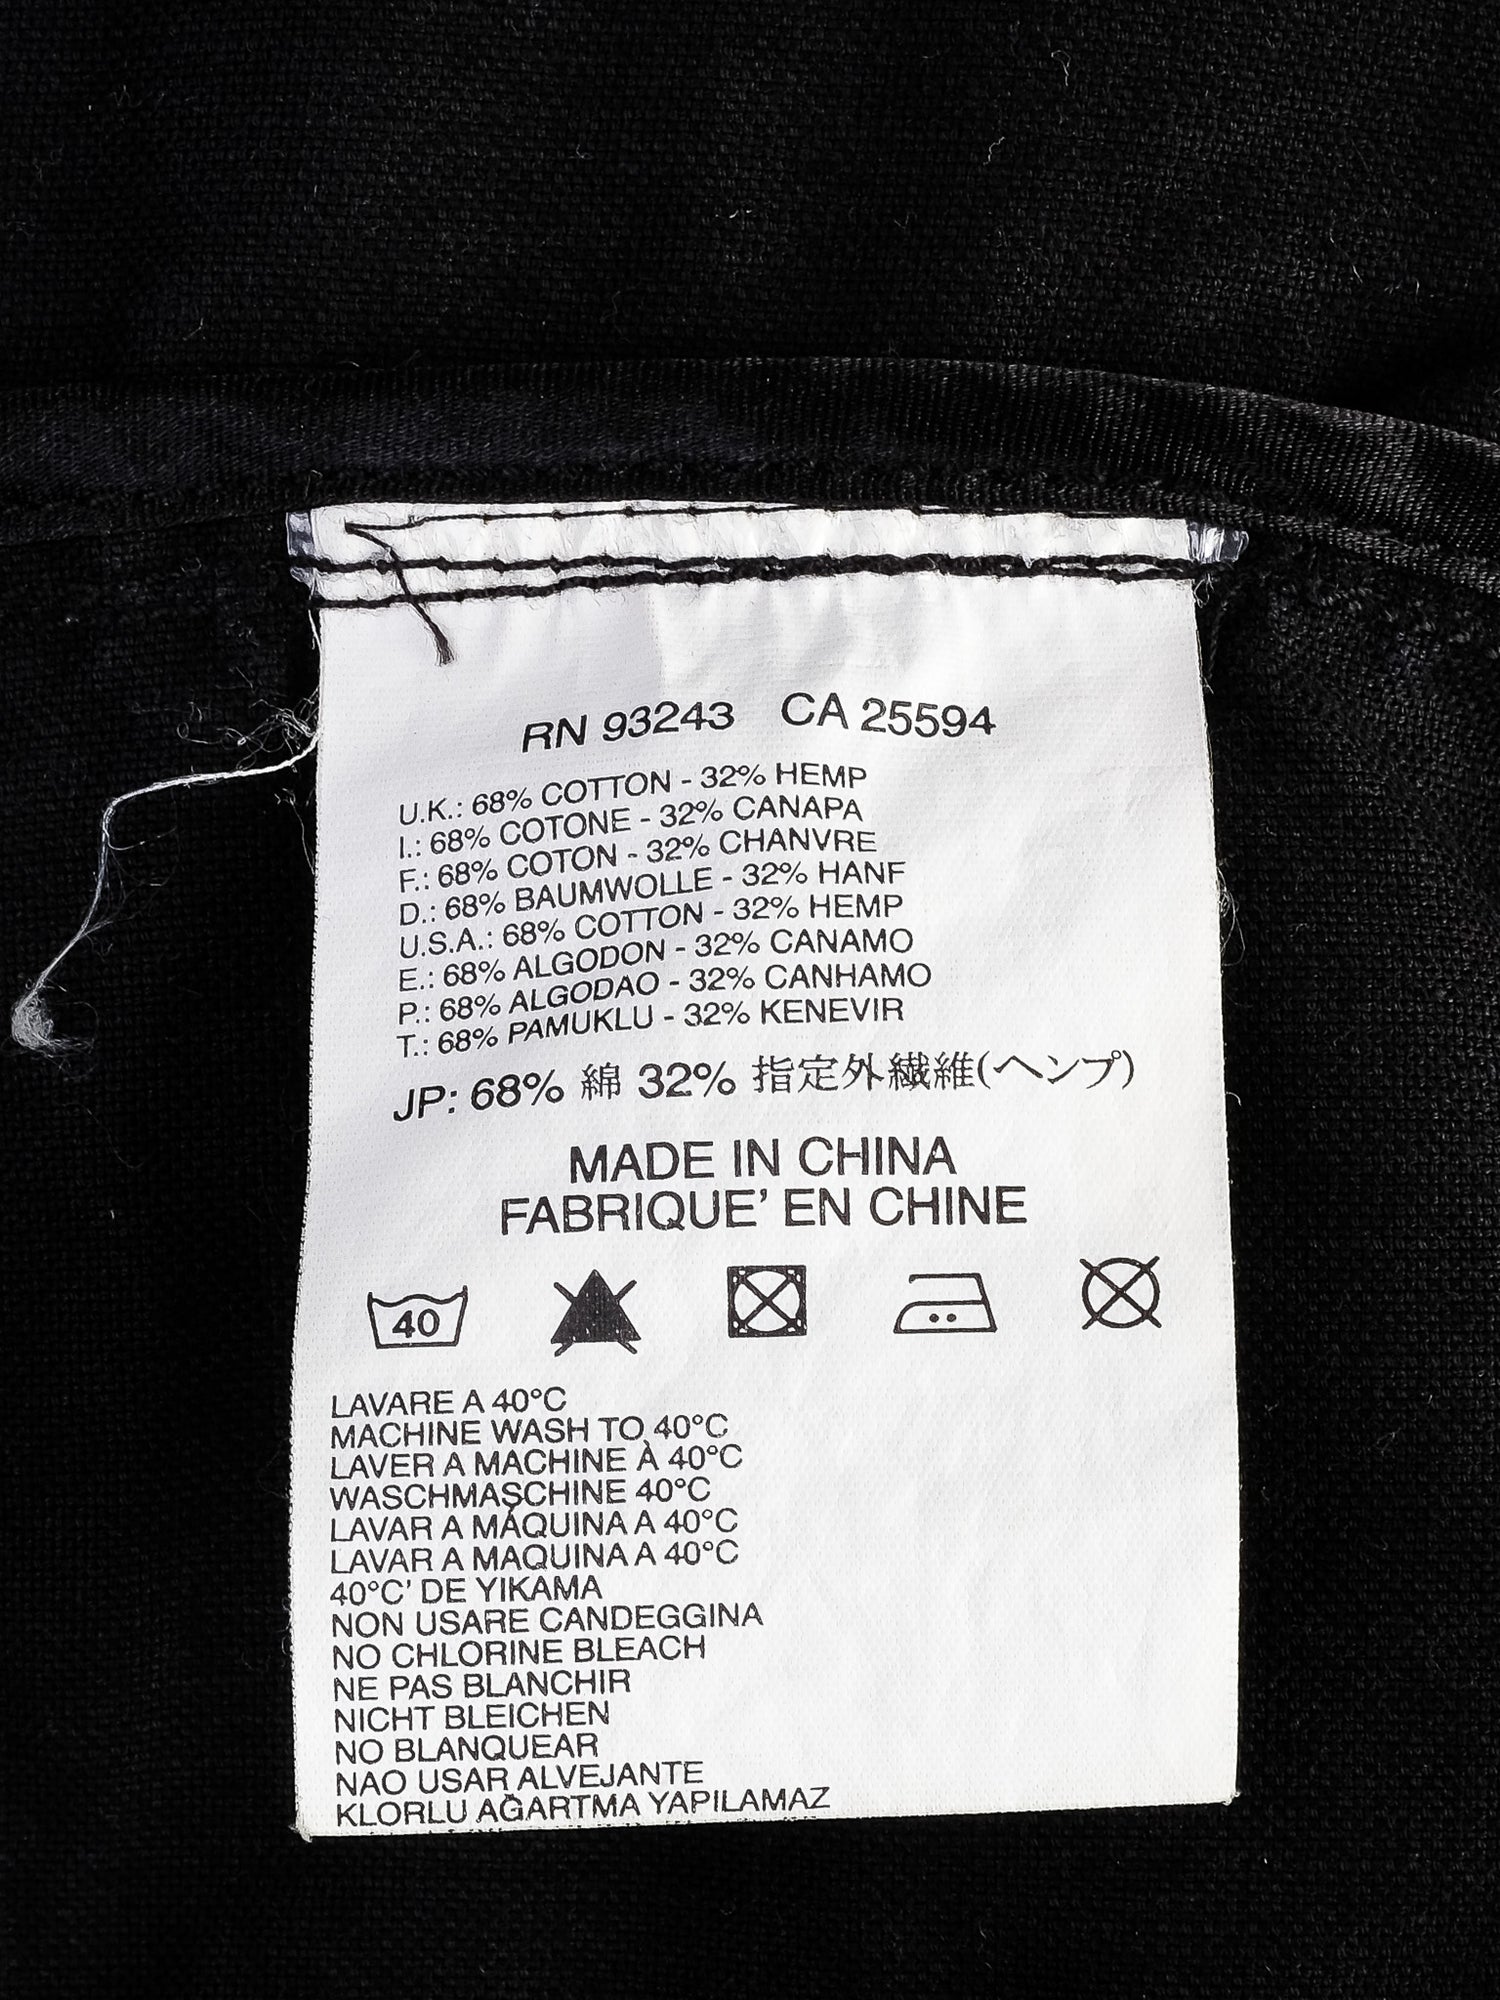 RN 93243 CA 25594
U.K.: 68% COTTON - 32% HEMP
I.: 68% COTONE - 32% CANAPA
F.: 68% COTON - 32% CHANVRE
D.: 68% BAUMWOLLE - 32% HANF
U.S.A.: 68% COTTON - 32% HEMP
E.: 68% ALGODON - 32% CANAMO
P.: 68% ALGODAO - 32% CANHAMO
T.: 68% PAMUKLU - 32% KENEVIR
JP: 68% 綿 32% 指定外繊維(ヘンプ)
MADE IN CHINA
FABRIQUE' EN CHINE
40
LAVARE A 40°C
MACHINE WASH TO 40°C
LAVER A MACHINE À 40°C
WASCHMASCHINE 40°C
LAVAR A MÁQUINA A 40°C
LAVAR A MAQUINA A 40°C
40°C' DE YIKAMA
NON USARE CANDEGGINA
NO CHLORINE BLEACH
NE PAS BLANCHIR
NICHT BLEICHEN
NO BLANQUEAR
NAO USAR ALVEJANTE
KLORLU AĞARTMA YAPILAMAZ